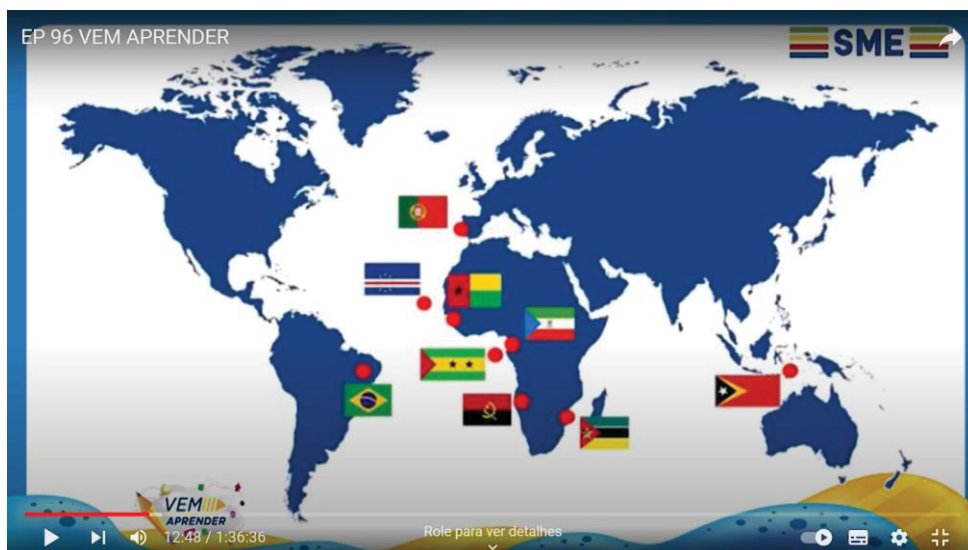 EP 96 VEM APRENDER
SME
VEM
APRENDER
12:48 / 1:36:36
Role para ver detalhes